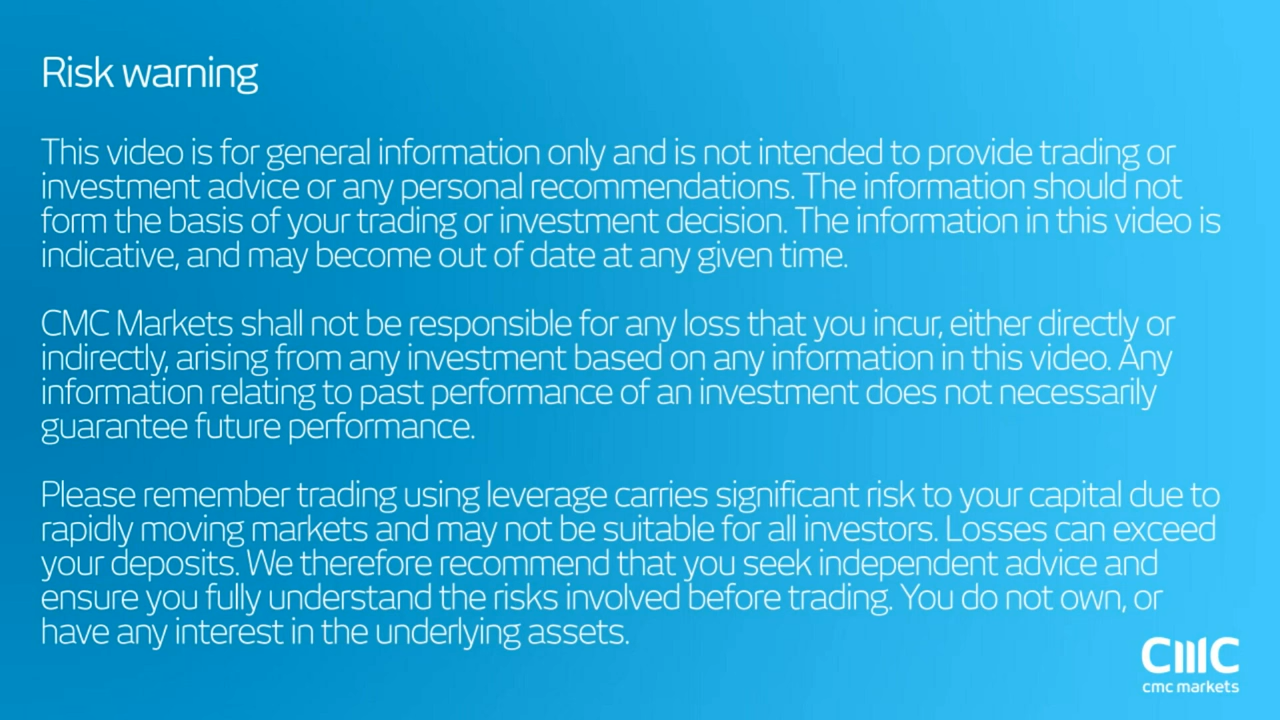 Risk warning
This video is for general information only and is not intended to provide trading or
investment advice or any personal recommendations. The information should not
form the basis of your trading or investment decision. The information in this video is
indicative, and may become out of date at any given time.
CMC Markets shall not be responsible for any loss that you incur, either directly or
indirectly, arising from any investment based on any information in this video. Any
information relating to past performance of an investment does not necessarily
guarantee future performance.
Please remember trading using leverage carries significant risk to your capital due to
rapidly moving markets and may not be suitable for all investors. Losses can exceed
your deposits. We therefore recommend that you seek independent advice and
ensure you fully understand the risks involved before trading. You do not own, or
have any interest in the underlying assets.
CMC
cmc markets